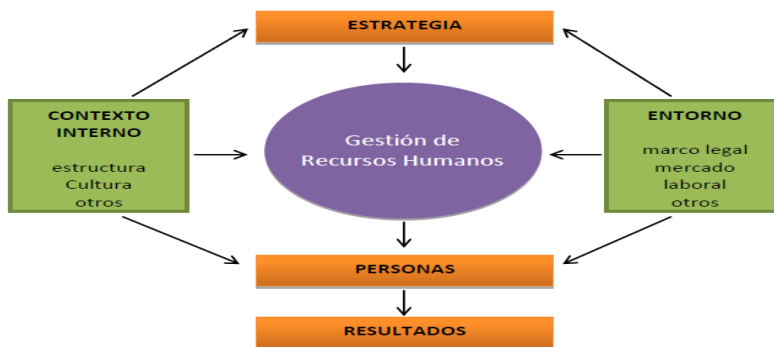 ESTRATEGIA
CONTEXTO
INTERNO
estructura
Cultura
otros
Gestión de
Recursos Humanos
ENTORNO
marco legal
mercado
laboral
otros
PERSONAS
RESULTADOS